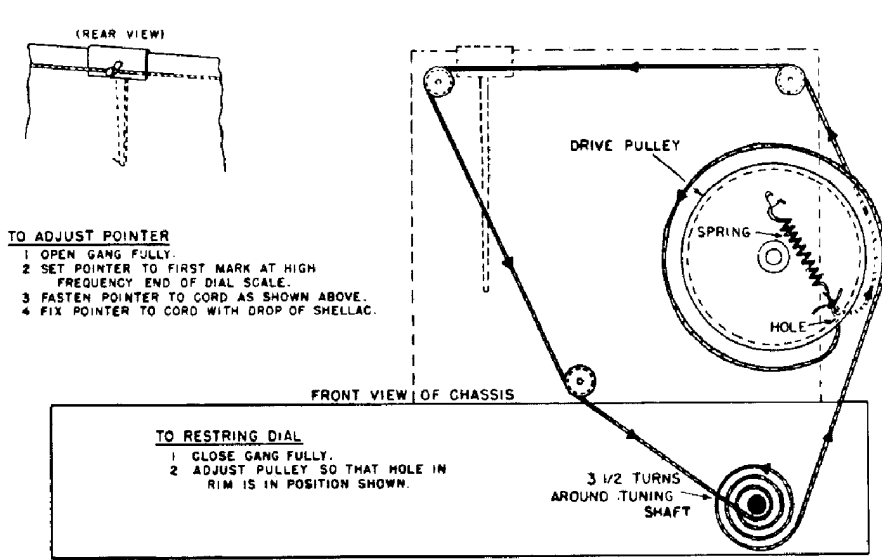 (REAR VIEW)
TO ADJUST POINTER
1 OPEN GANG FULLY.
2 SET POINTER TO FIRST MARK AT HIGH
FREQUENCY END OF DIAL SCALE.
3 FASTEN POINTER TO CORD AS SHOWN ABOVE.
4 FIX POINTER TO CORD WITH DROP OF SHELLAC.
DRIVE PULLEY
SPRING
HOLE
FRONT VIEW OF CHASSIS
TO RESTRING DIAL
1 CLOSE GANG FULLY.
2 ADJUST PULLEY SO THAT HOLE IN
RIM IS IN POSITION SHOWN.
3 1/2 TURNS
AROUND TUNING
SHAFT